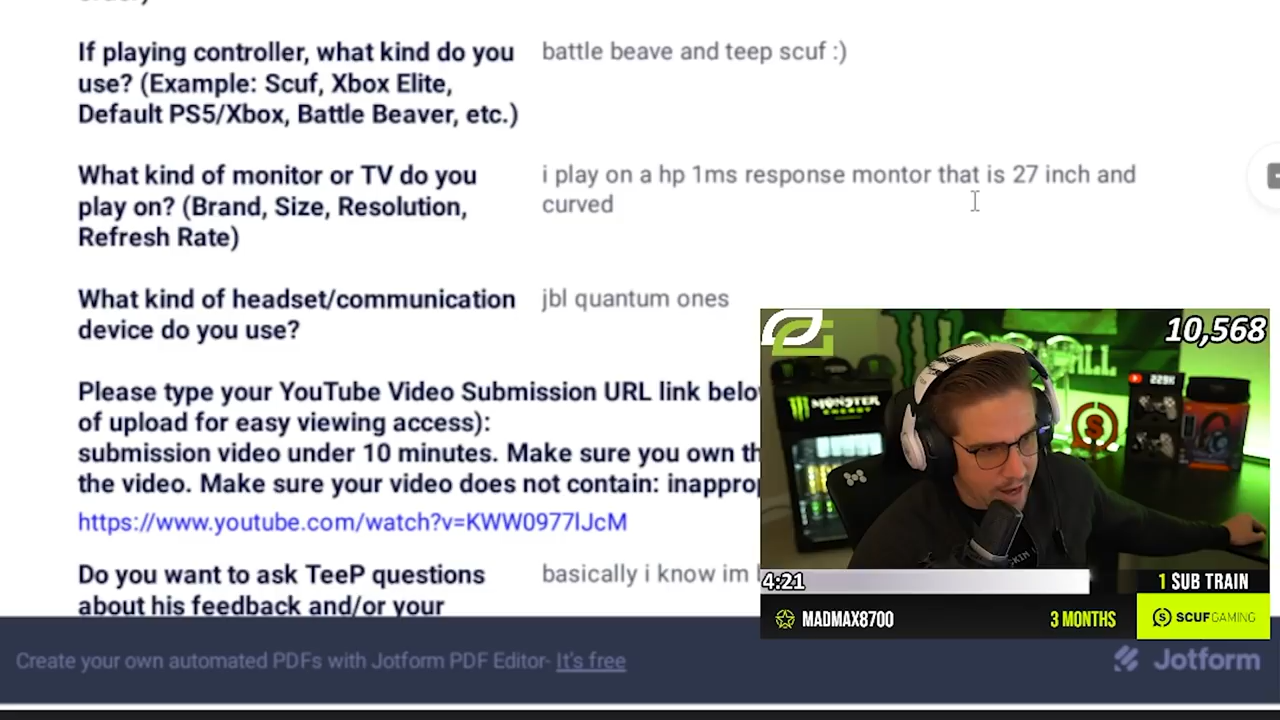 If playing controller, what kind do you
use? (Example: Scuf, Xbox Elite,
Default PS5/Xbox, Battle Beaver, etc.)
battle beave and teep scuf :)
What kind of monitor or TV do you
play on? (Brand, Size, Resolution,
Refresh Rate)
i play on a hp 1ms response montor that is 27 inch and
curved
What kind of headset/communication
device do you use?
jbl quantum ones
Please type your YouTube Video Submission URL link
of upload for easy viewing access):
submission video under 10 minutes. Make sure you own
the video. Make sure your video does not contain:
https://www.youtube.com/watch?v=KWW0977lJcM
Do you want to ask TeeP questions
about his feedback and/or your
basically i know im
10,568
MONSTER
ENERGY
4:21
1 SUB TRAIN
MADMAX8700
3 MONTHS
SCUFGAMING
Create your own automated PDFs with Jotform PDF Editor- It's free
Jotform